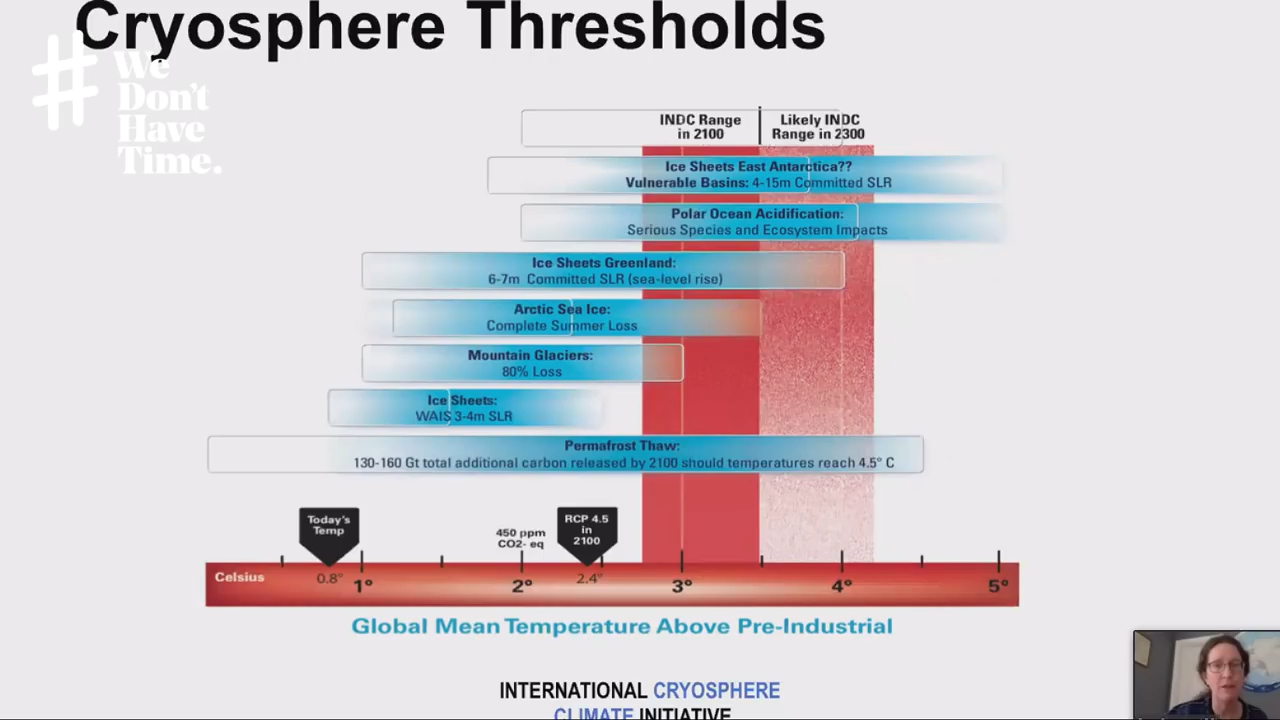 Cryosphere Thresholds
#
We
Don't
Have
Time.
INDC Range
in 2100
Likely INDC
Range in 2300
Ice Sheets East Antarctica??
Vulnerable Basins: 4-15m Committed SLR
Polar Ocean Acidification:
Serious Species and Ecosystem Impacts
Ice Sheets Greenland:
6-7m Committed SLR (sea-level rise)
Arctic Sea Ice:
Complete Summer Loss
Mountain Glaciers:
80% Loss
Ice Sheets:
WAIS 3-4m SLR
Permafrost Thaw:
130-160 Gt total additional carbon released by 2100 should temperatures reach 4.5° C
Today's
Temp
450 ppm
CO2- eq
RCP 4.5
in
2100
Celsius
0.8°
1°
2°
2.4°
3°
4°
5°
Global Mean Temperature Above Pre-Industrial
INTERNATIONAL CRYOSPHERE
CLIMATE INITIATIVE